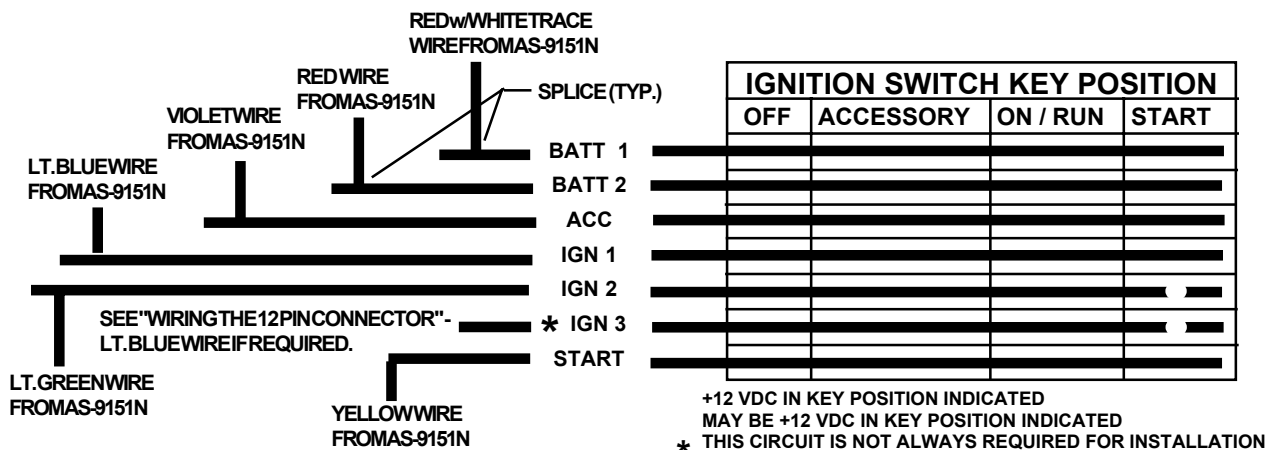 REDw/WHITETRACE
WIREFROMAS-9151N
REDWIRE
FROMAS-9151N
SPLICE(TYP.)
VIOLETWIRE
FROMAS-9151N
LT.BLUEWIRE
FROMAS-9151N
IGNITION SWITCH KEY POSITION
OFF ACCESSORY ON / RUN START
BATT 1
BATT 2
ACC
IGN 1
IGN 2
SEE"WIRINGTHE12PINCONNECTOR"-
LT.BLUEWIREIFREQUIRED.
* IGN 3
START
LT.GREENWIRE
FROMAS-9151N
YELLOWWIRE
FROMAS-9151N
+12 VDC IN KEY POSITION INDICATED
MAY BE +12 VDC IN KEY POSITION INDICATED
* THIS CIRCUIT IS NOT ALWAYS REQUIRED FOR INSTALLATION